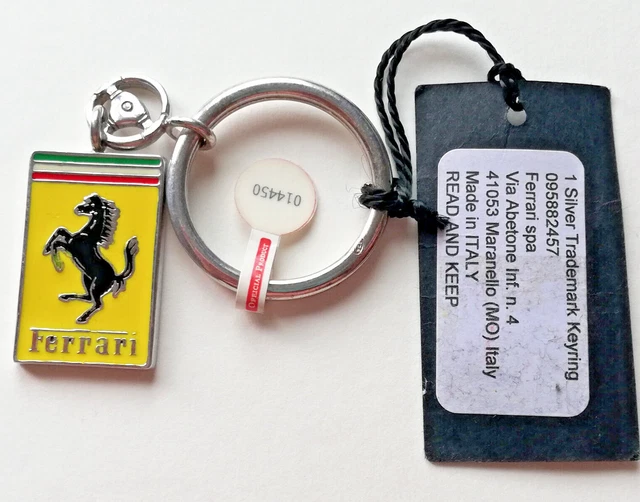 Ferrari
014450
Official Product
1 Silver Trademark Keyring
095882457
Ferrari spa
Via Abetone Inf. n. 4
41053 Maranello (MO) Italy
Made in ITALY
READ AND KEEP